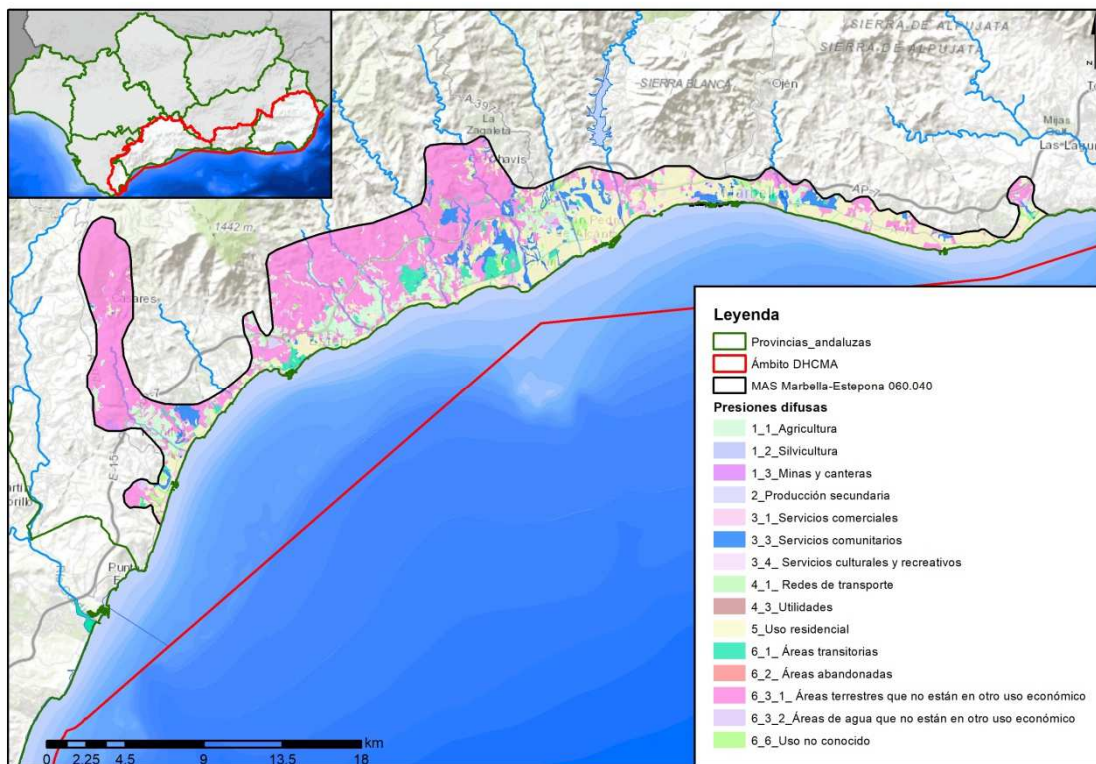 SIERRA DE ALPUJATA
SIERRA DE ALPUJATA
SIERRA BLANCA
Ojén
N
A-397
La
Zagaleta
Mijas
Golf
Las Lagun
AP-7
1442 m.
Casares
E-15
Leyenda
Provincias_andaluzas
Ámbito DHCMA
MAS Marbella-Estepona 060.040
Presiones difusas
1_1_Agricultura
1_2_Silvicultura
1_3_Minas y canteras
2_Producción secundaria
3_1_Servicios comerciales
3_3_Servicios comunitarios
3_4_ Servicios culturales y recreativos
4_1_ Redes de transporte
4_3_Utilidades
5_Uso residencial
6_1_ Áreas transitorias
6_2_ Áreas abandonadas
6_3_1_ Áreas terrestres que no están en otro uso económico
6_3_2_Áreas de agua que no están en otro uso económico
6_6_Uso no conocido
km
0 2.25 4.5 9 13.5 18